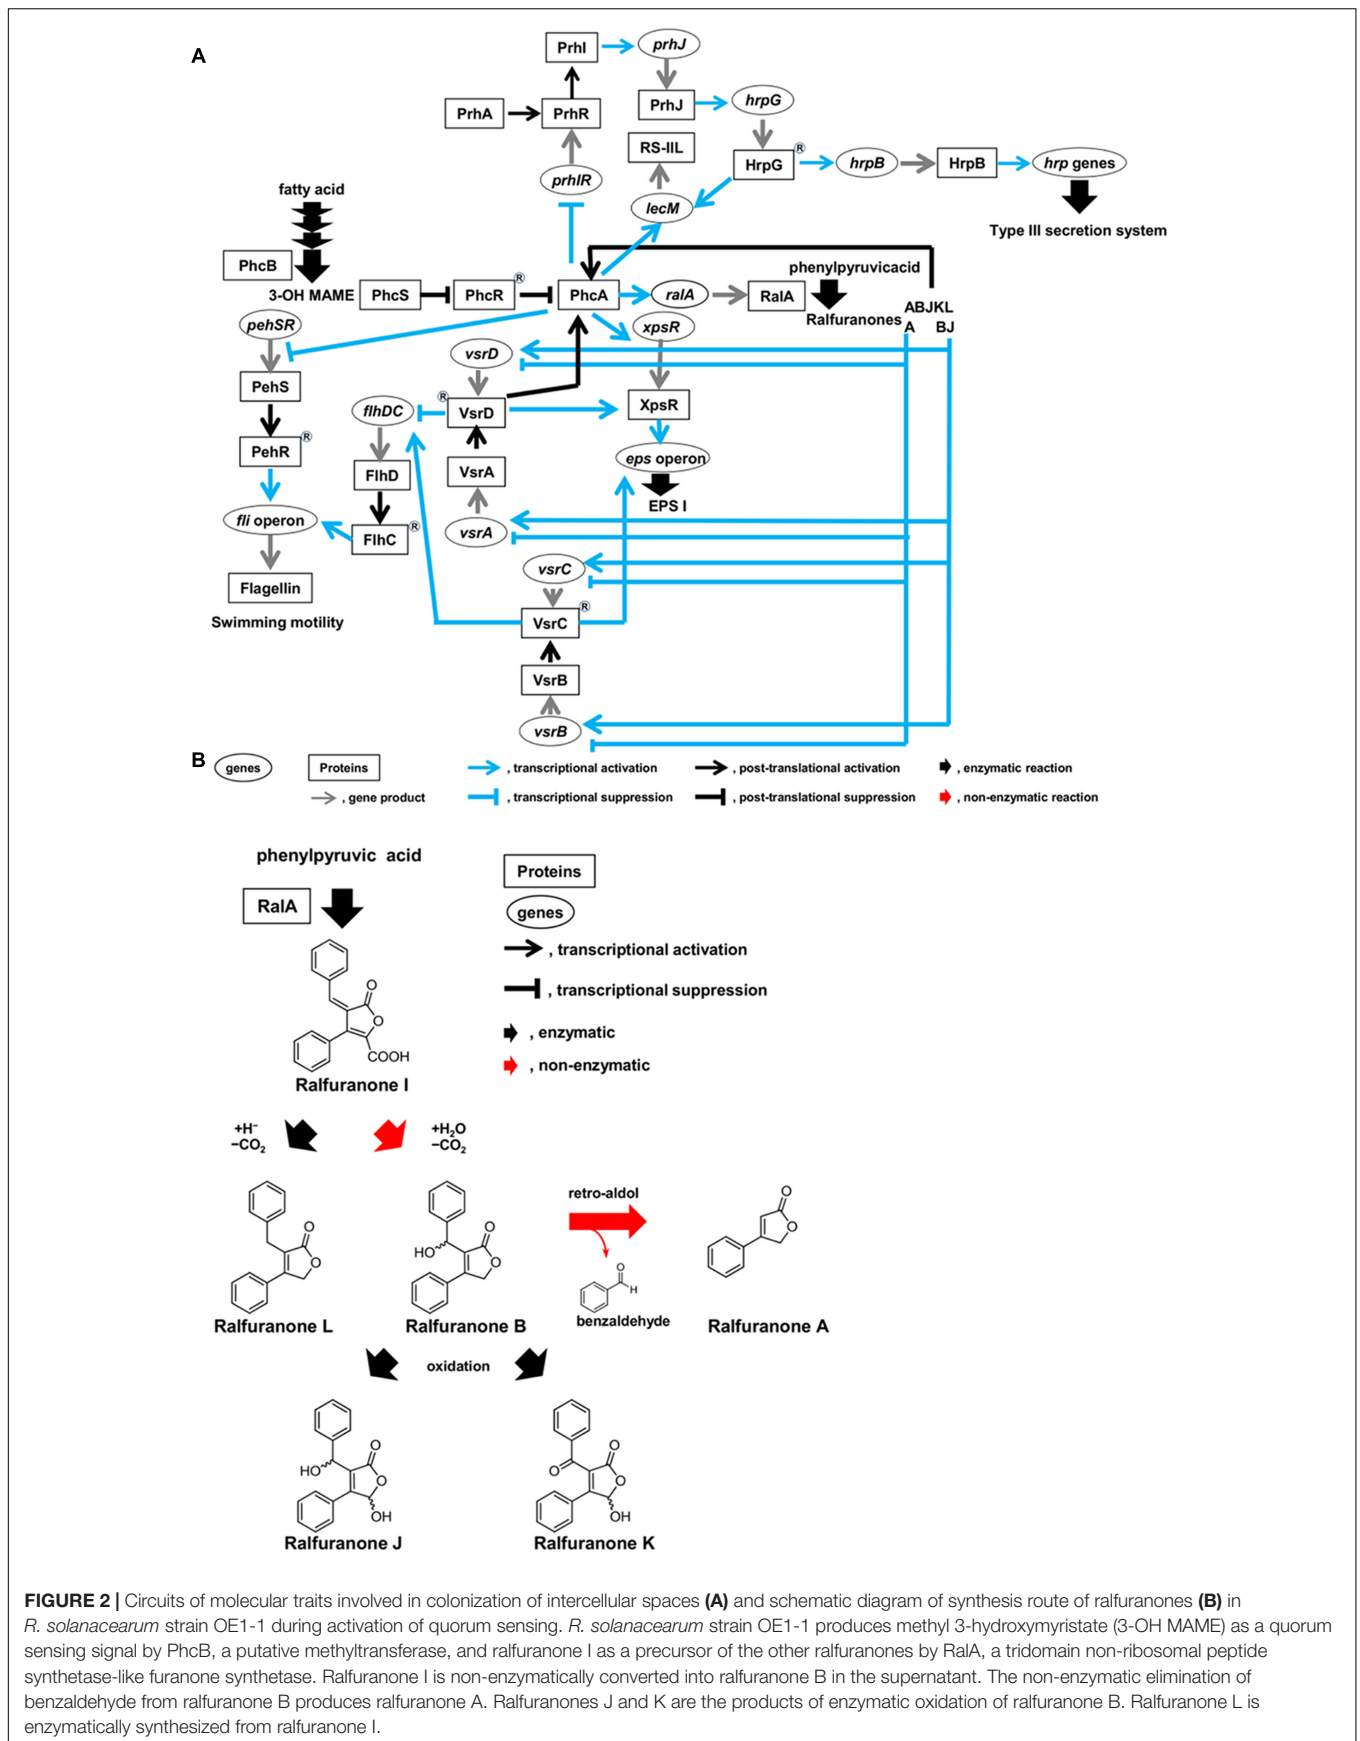 A
PrhI
prhJ
PrhA
PrhR
PrhJ
hrpG
RS-IIL
HrpG
R
hrpB
HrpB
hrp genes
prhIR
lecM
Type III secretion system
fatty acid
PhcB
3-OH MAME
PhcS
PhcR
R
PhcA
ralA
RalA
phenylpyruvicacid
Ralfuranones
ABJKL
A
BJ
pehSR
xpsR
vsrD
PehS
flhDC
R
VsrD
XpsR
PehR
R
FlhD
VsrA
eps operon
EPS I
fli operon
FlhC
R
vsrA
vsrC
Flagellin
Swimming motility
VsrC
R
VsrB
vsrB
B
genes
Proteins
, transcriptional activation
, post-translational activation
, enzymatic reaction
, gene product
, transcriptional suppression
, post-translational suppression
, non-enzymatic reaction
phenylpyruvic acid
RalA
Proteins
genes
, transcriptional activation
, transcriptional suppression
, enzymatic
, non-enzymatic
O
O
COOH
Ralfuranone I
+H⁻
−CO₂
+H₂O
−CO₂
O
O
Ralfuranone L
HO
O
O
Ralfuranone B
retro-aldol
O
H
benzaldehyde
O
O
Ralfuranone A
oxidation
HO
O
O
OH
Ralfuranone J
O
O
O
OH
Ralfuranone K
FIGURE 2 | Circuits of molecular traits involved in colonization of intercellular spaces (A) and schematic diagram of synthesis route of ralfuranones (B) in
R. solanacearum strain OE1-1 during activation of quorum sensing. R. solanacearum strain OE1-1 produces methyl 3-hydroxymyristate (3-OH MAME) as a quorum
sensing signal by PhcB, a putative methyltransferase, and ralfuranone I as a precursor of the other ralfuranones by RalA, a tridomain non-ribosomal peptide
synthetase-like furanone synthetase. Ralfuranone I is non-enzymatically converted into ralfuranone B in the supernatant. The non-enzymatic elimination of
benzaldehyde from ralfuranone B produces ralfuranone A. Ralfuranones J and K are the products of enzymatic oxidation of ralfuranone B. Ralfuranone L is
enzymatically synthesized from ralfuranone I.